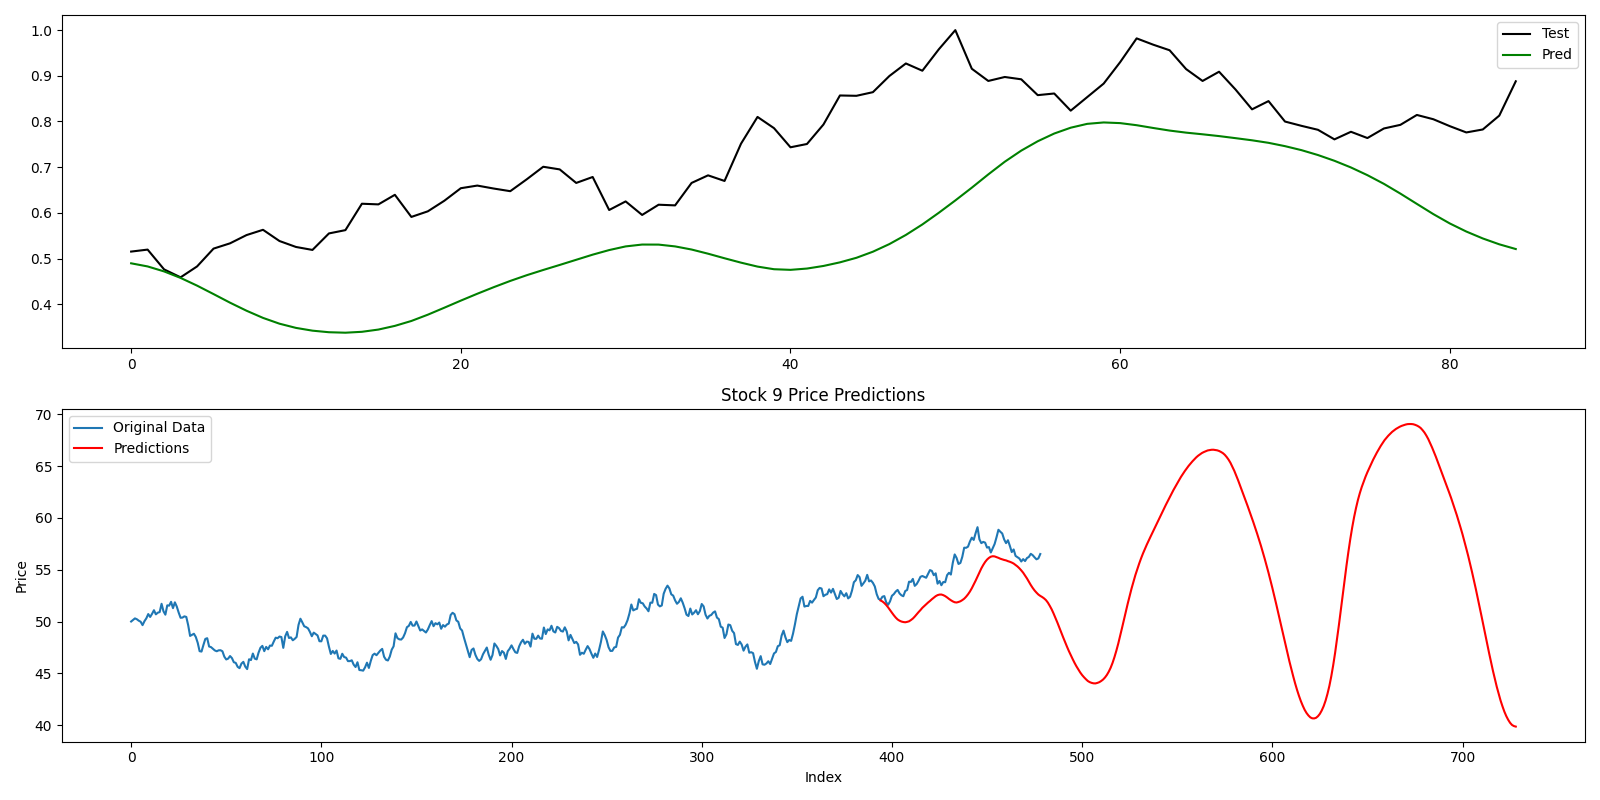 1.0
0.9
0.8
0.7
0.6
0.5
0.4
Test
Pred
0 20 40 60 80
Stock 9 Price Predictions
70
65
60
55
50
45
40
Price
Original Data
Predictions
0 100 200 300 400 500 600 700
Index